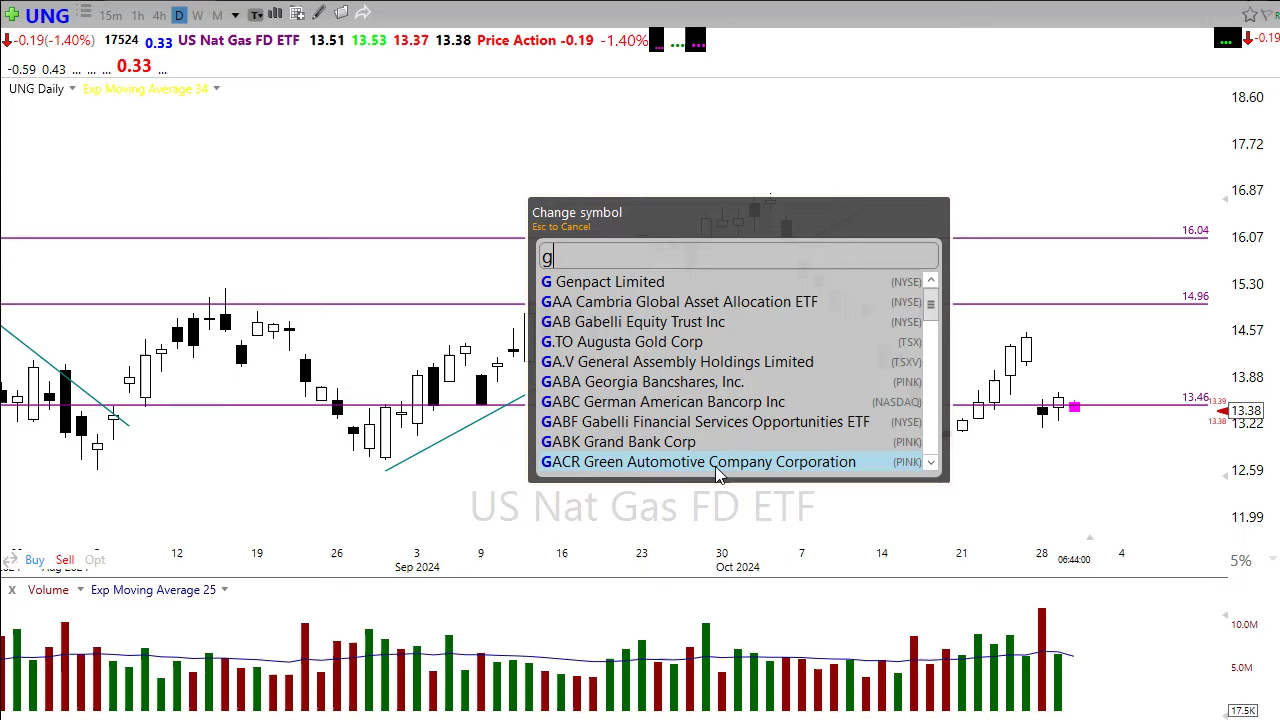 UNG 15m 1h 4h D W M T
-0.19(-1.40%) 17524 0.33 US Nat Gas FD ETF 13.51 13.53 13.37 13.38 Price Action -0.19 -1.40% ... ... ... ... -0.19
-0.59 0.43 ... ... ... 0.33 ...
UNG Daily Exp Moving Average 34
18.60
17.72
16.87
16.04
16.07
15.30
14.96
14.57
13.88
13.46
13.39
13.38
13.38
13.22
12.59
11.99
Change symbol
Esc to Cancel
g
G Genpact Limited (NYSE)
GAA Cambria Global Asset Allocation ETF (NYSE)
GAB Gabelli Equity Trust Inc (NYSE)
G.TO Augusta Gold Corp (TSX)
GA.V General Assembly Holdings Limited (TSXV)
GABA Georgia Bancshares, Inc. (PINK)
GABC German American Bancorp Inc (NASDAQ)
GABF Gabelli Financial Services Opportunities ETF (NYSE)
GABK Grand Bank Corp (PINK)
GACR Green Automotive Company Corporation (PINK)
US Nat Gas FD ETF
12 19 26 3 9 16 23 30 7 14 21 28 4
Buy Sell Opt 06:44:00 5%
Sep 2024 Oct 2024
x Volume Exp Moving Average 25
10.0M
5.0M
17.5K